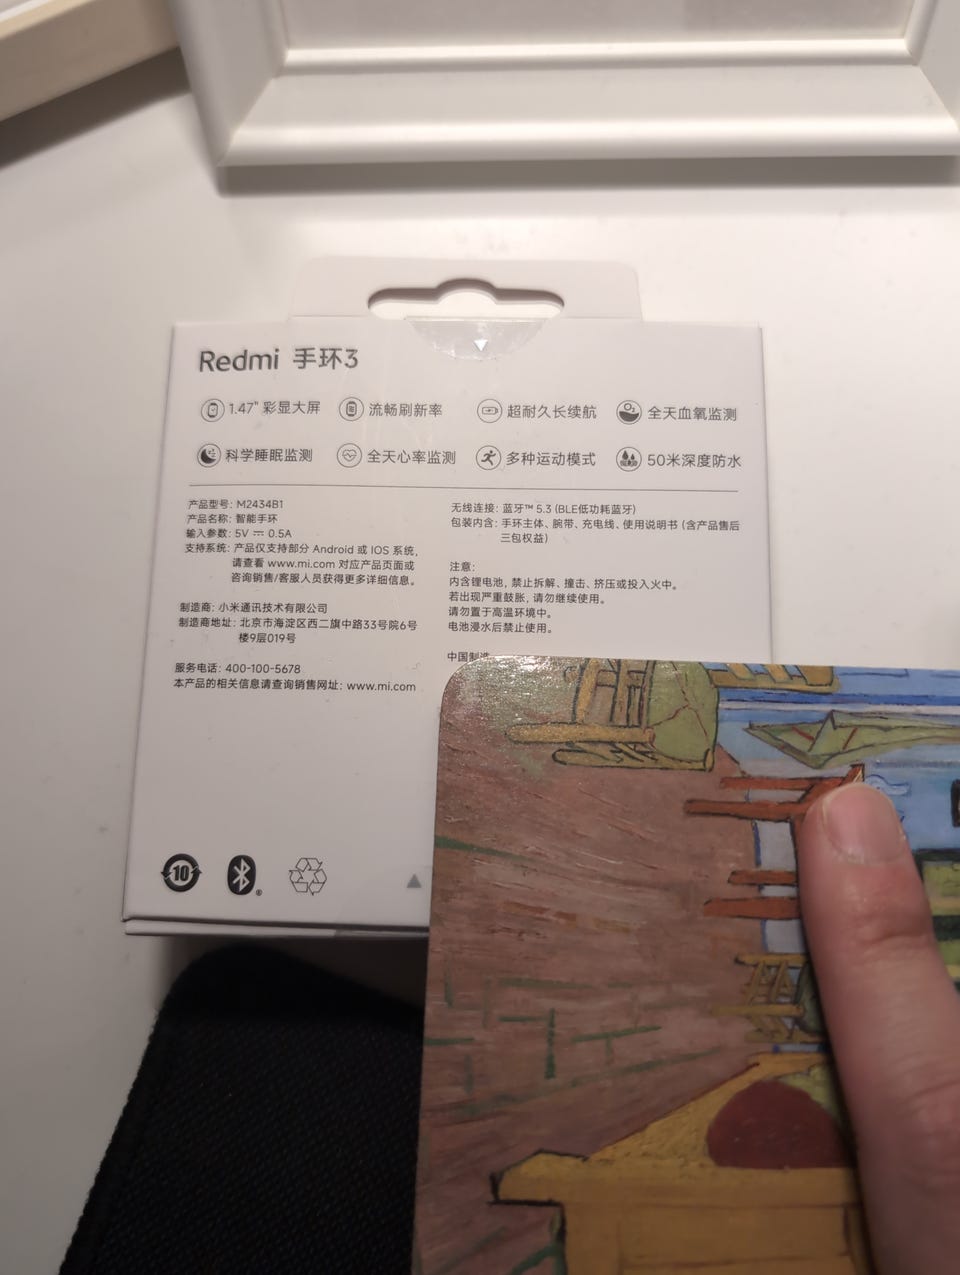 Redmi 手环3
1.47" 彩显大屏
流畅刷新率
超耐久长续航
全天血氧监测
科学睡眠监测
全天心率监测
多种运动模式
50米深度防水
产品型号: M2434B1
产品名称: 智能手环
输入参数: 5V ⎓ 0.5A
支持系统: 产品仅支持部分 Android 或 IOS 系统,
请查看 www.mi.com 对应产品页面或
咨询销售/客服人员获得更多详细信息。
制造商: 小米通讯技术有限公司
制造商地址: 北京市海淀区西二旗中路33号院6号
楼9层019号
服务电话: 400-100-5678
本产品的相关信息请查询销售网址: www.mi.com
无线连接: 蓝牙™ 5.3 (BLE低功耗蓝牙)
包装内含: 手环主体、腕带、充电线、使用说明书 (含产品售后
三包权益)
注意:
内含锂电池, 禁止拆解、撞击、挤压或投入火中。
若出现严重鼓胀, 请勿继续使用。
请勿置于高温环境中。
电池浸水后禁止使用。
中国制造
10
®